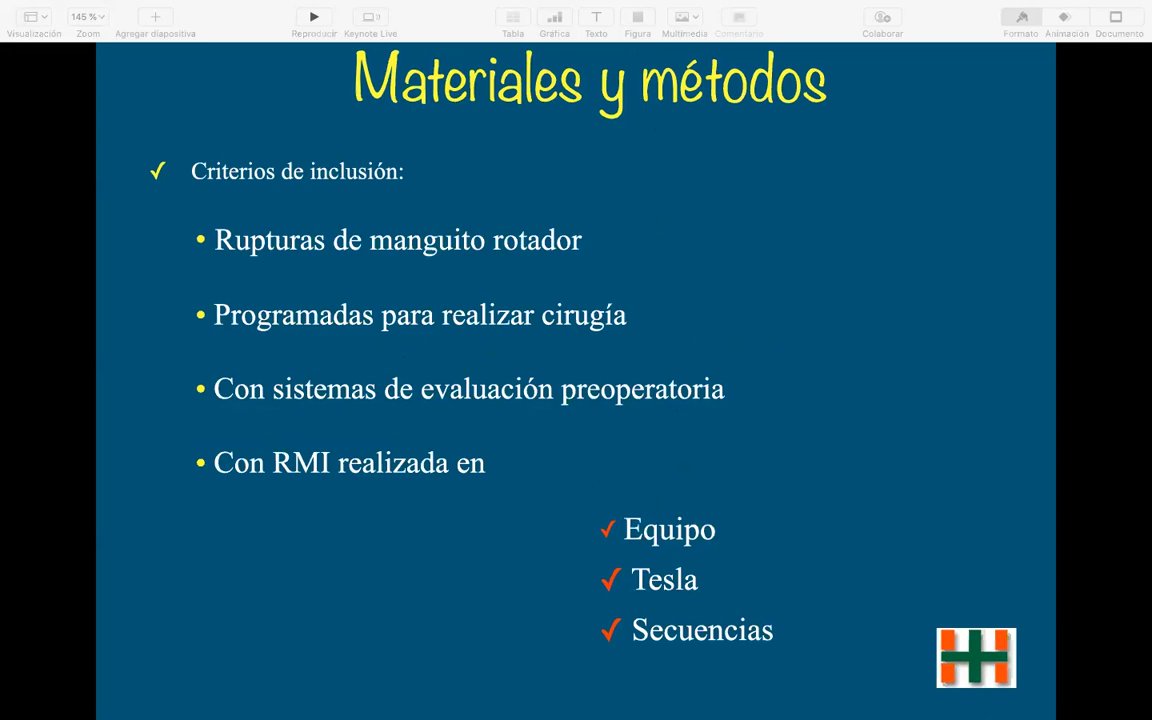 145 %
Visualización
Zoom
Agregar diapositiva
Reproducir
Keynote Live
Tabla
Gráfica
Texto
Figura
Multimedia
Comentario
Colaborar
Formato
Animación
Documento
Materiales y métodos
✓ Criterios de inclusión:
• Rupturas de manguito rotador
• Programadas para realizar cirugía
• Con sistemas de evaluación preoperatoria
• Con RMI realizada en
✓ Equipo
✓ Tesla
✓ Secuencias